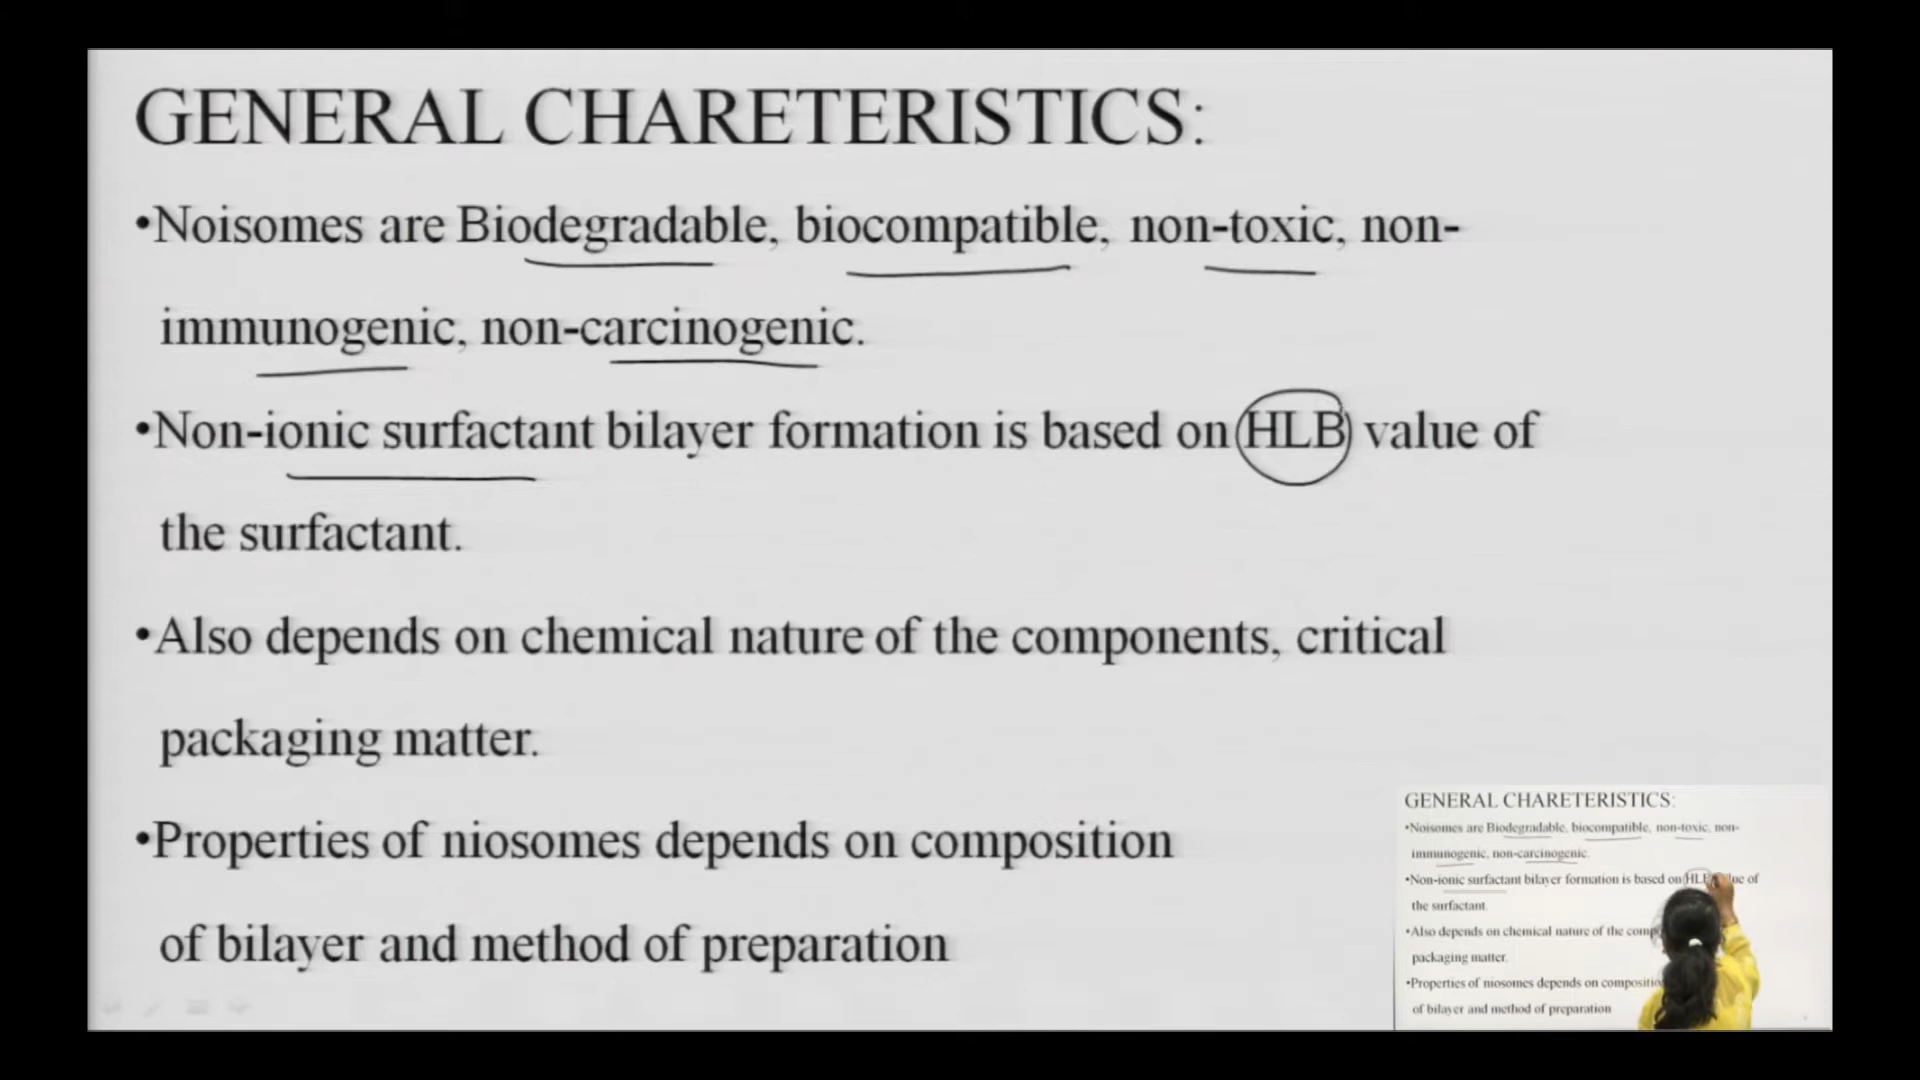 GENERAL CHARETERISTICS:
•Noisomes are Biodegradable, biocompatible, non-toxic, non-
immunogenic, non-carcinogenic.
•Non-ionic surfactant bilayer formation is based on HLB value of
the surfactant.
•Also depends on chemical nature of the components, critical
packaging matter.
•Properties of niosomes depends on composition
of bilayer and method of preparation
GENERAL CHARETERISTICS:
•Noisomes are Biodegradable, biocompatible, non-toxic, non-
immunogenic, non-carcinogenic.
•Non-ionic surfactant bilayer formation is based on of
the surfactant.
•Also depends on chemical nature of the
packaging matter.
•Properties of niosomes depends on
of bilayer and method of preparation